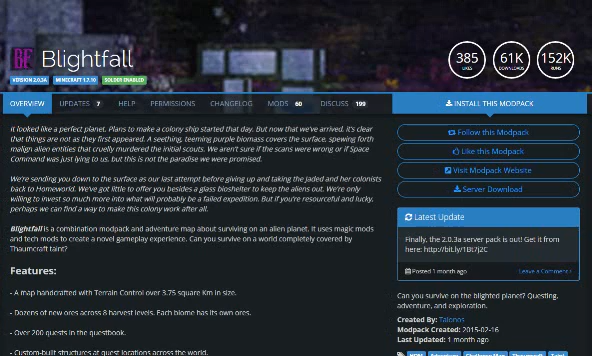 BF Blightfall
VERSION 2.0.3A MINECRAFT 1.7.10 SOLDER ENABLED
385 LIKES
61K DOWNLOADS
152K RUNS
OVERVIEW UPDATES 7 HELP PERMISSIONS CHANGELOG MODS 60 DISCUSS 199
INSTALL THIS MODPACK
It looked like a perfect planet. Plans to make a colony ship started that day. But now that we've arrived, it's clear
that things are not as they first appeared. A seething, teeming purple biomass covers the surface, spewing forth
malign alien entities that cruelly murdered the initial scouts. We aren't sure if the scans were wrong or if Space
Command was just lying to us, but this is not the paradise we were promised.
We're sending you down to the surface as our last attempt before giving up and taking the jaded and her colonists
back to Homeworld. We've got little to offer you besides a glass bioshelter to keep the aliens out. We're only
willing to invest so much more into what will probably be a failed expedition. But if you're resourceful and lucky,
perhaps we can find a way to make this colony work after all.
Blightfall is a combination modpack and adventure map about surviving on an alien planet. It uses magic mods
and tech mods to create a novel gameplay experience. Can you survive on a world completely covered by
Thaumcraft taint?
Features:
- A map handcrafted with Terrain Control over 3.75 square Km in size.
- Dozens of new ores across 8 harvest levels. Each biome has its own ores.
- Over 200 quests in the questbook.
- Custom-built structures at quest locations across the world.
Follow this Modpack
Like this Modpack
Visit Modpack Website
Server Download
Latest Update
Finally, the 2.0.3a server pack is out! Get it from
here: http://bit.ly/1Bt7j2C
Posted 1 month ago Leave a Comment
Can you survive on the blighted planet? Questing,
adventure, and exploration.
Created By: Talonos
Modpack Created: 2015-02-16
Last Updated: 1 month ago